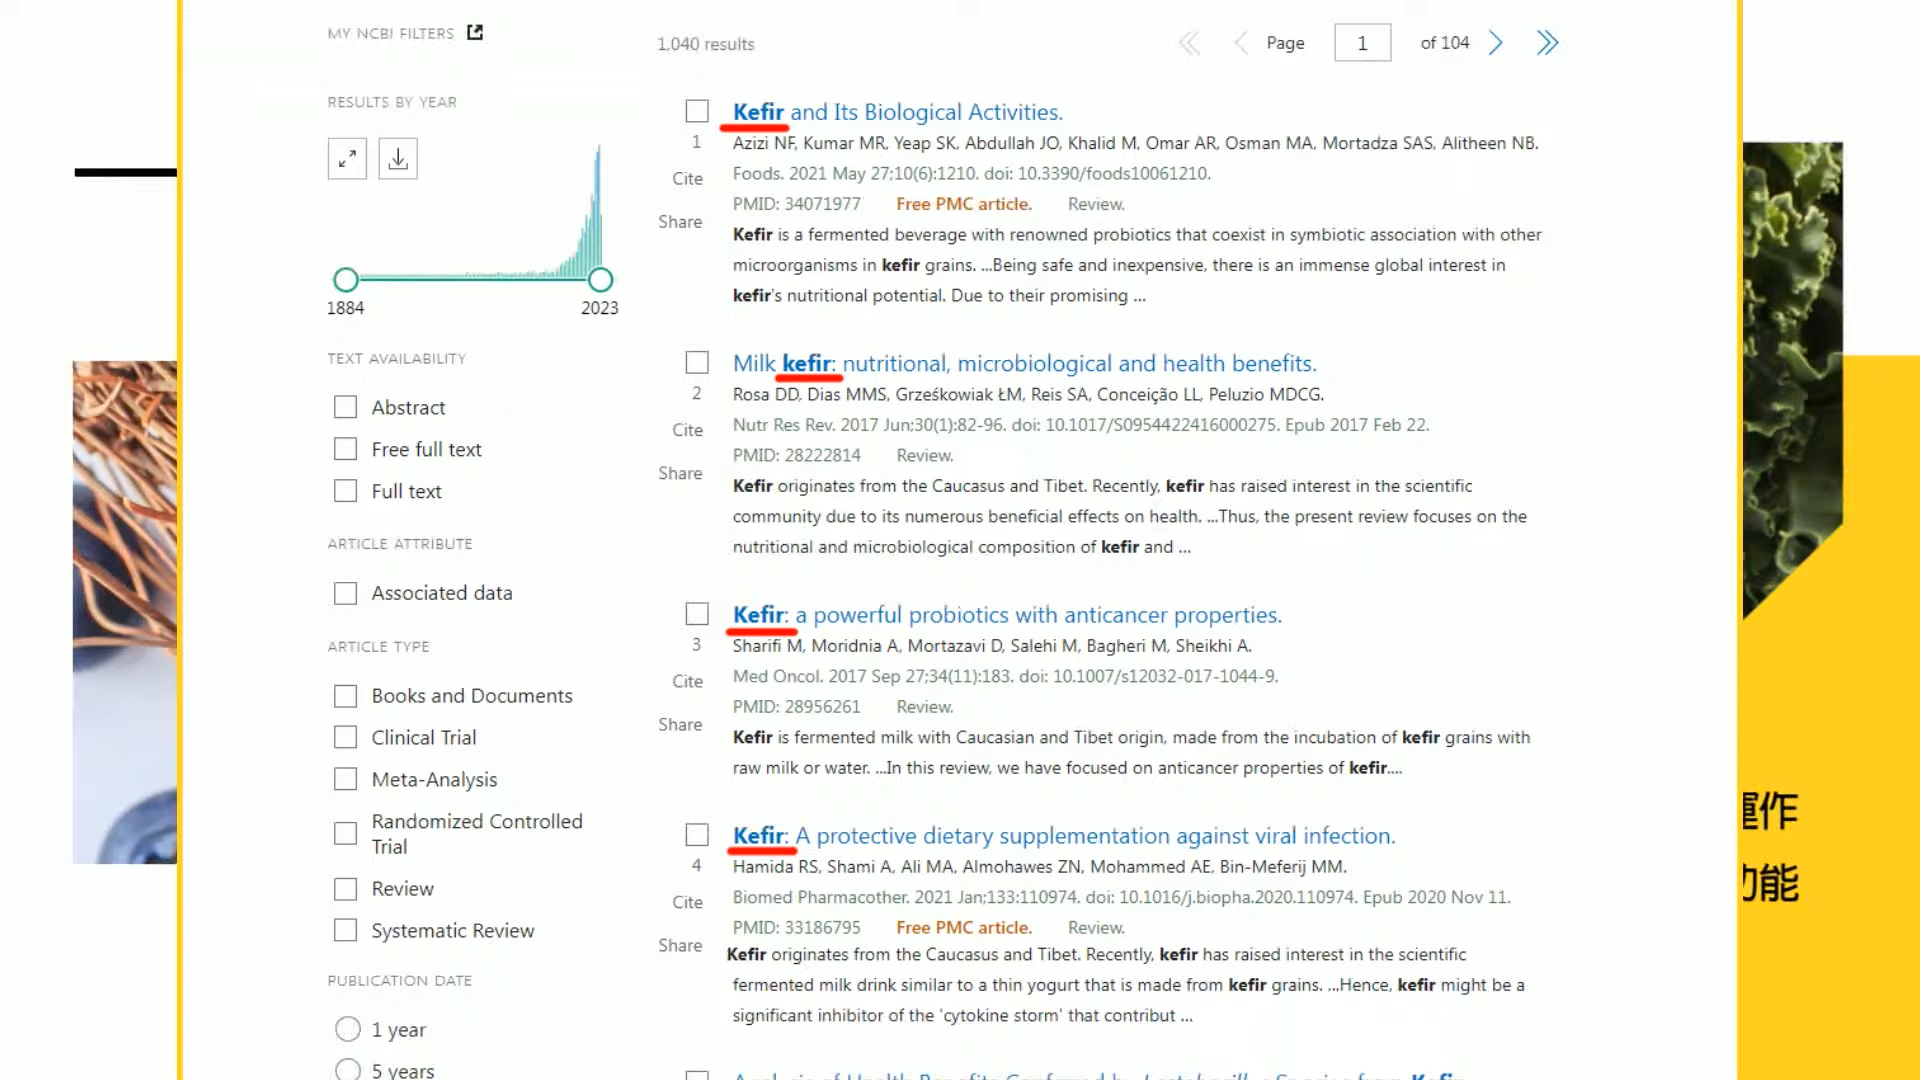 MY NCBI FILTERS
1,040 results
Page 1 of 104
RESULTS BY YEAR
1884
2023
TEXT AVAILABILITY
Abstract
Free full text
Full text
ARTICLE ATTRIBUTE
Associated data
ARTICLE TYPE
Books and Documents
Clinical Trial
Meta-Analysis
Randomized Controlled
Trial
Review
Systematic Review
PUBLICATION DATE
1 year
5 years
Kefir and Its Biological Activities.
1
Azizi NF, Kumar MR, Yeap SK, Abdullah JO, Khalid M, Omar AR, Osman MA, Mortadza SAS, Alitheen NB.
Cite
Foods. 2021 May 27;10(6):1210. doi: 10.3390/foods10061210.
PMID: 34071977 Free PMC article. Review.
Share
Kefir is a fermented beverage with renowned probiotics that coexist in symbiotic association with other
microorganisms in kefir grains. ...Being safe and inexpensive, there is an immense global interest in
kefir's nutritional potential. Due to their promising ...
Milk kefir: nutritional, microbiological and health benefits.
2
Rosa DD, Dias MMS, Grześkowiak ŁM, Reis SA, Conceição LL, Peluzio MDCG.
Cite
Nutr Res Rev. 2017 Jun;30(1):82-96. doi: 10.1017/S0954422416000275. Epub 2017 Feb 22.
PMID: 28222814 Review.
Share
Kefir originates from the Caucasus and Tibet. Recently, kefir has raised interest in the scientific
community due to its numerous beneficial effects on health. ...Thus, the present review focuses on the
nutritional and microbiological composition of kefir and ...
Kefir: a powerful probiotics with anticancer properties.
3
Sharifi M, Moridnia A, Mortazavi D, Salehi M, Bagheri M, Sheikhi A.
Cite
Med Oncol. 2017 Sep 27;34(11):183. doi: 10.1007/s12032-017-1044-9.
PMID: 28956261 Review.
Share
Kefir is fermented milk with Caucasian and Tibet origin, made from the incubation of kefir grains with
raw milk or water. ...In this review, we have focused on anticancer properties of kefir....
Kefir: A protective dietary supplementation against viral infection.
4
Hamida RS, Shami A, Ali MA, Almohawes ZN, Mohammed AE, Bin-Meferij MM.
Cite
Biomed Pharmacother. 2021 Jan;133:110974. doi: 10.1016/j.biopha.2020.110974. Epub 2020 Nov 11.
PMID: 33186795 Free PMC article. Review.
Share
Kefir originates from the Caucasus and Tibet. Recently, kefir has raised interest in the scientific
fermented milk drink similar to a thin yogurt that is made from kefir grains. ...Hence, kefir might be a
significant inhibitor of the 'cytokine storm' that contribut ...
運作
功能